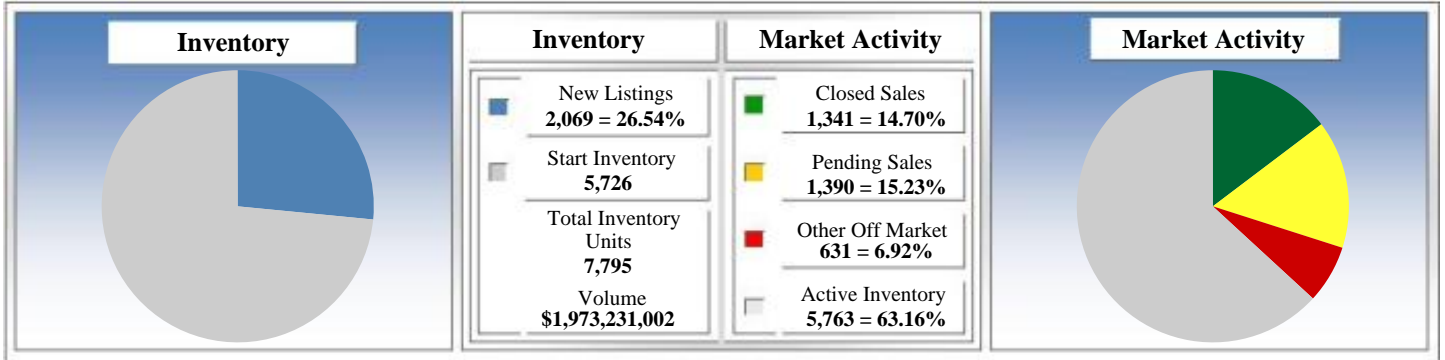 Inventory
Inventory
Market Activity
New Listings
2,069 = 26.54%
Start Inventory
5,726
Total Inventory
Units
7,795
Volume
$1,973,231,002
Closed Sales
1,341 = 14.70%
Pending Sales
1,390 = 15.23%
Other Off Market
631 = 6.92%
Active Inventory
5,763 = 63.16%
Market Activity